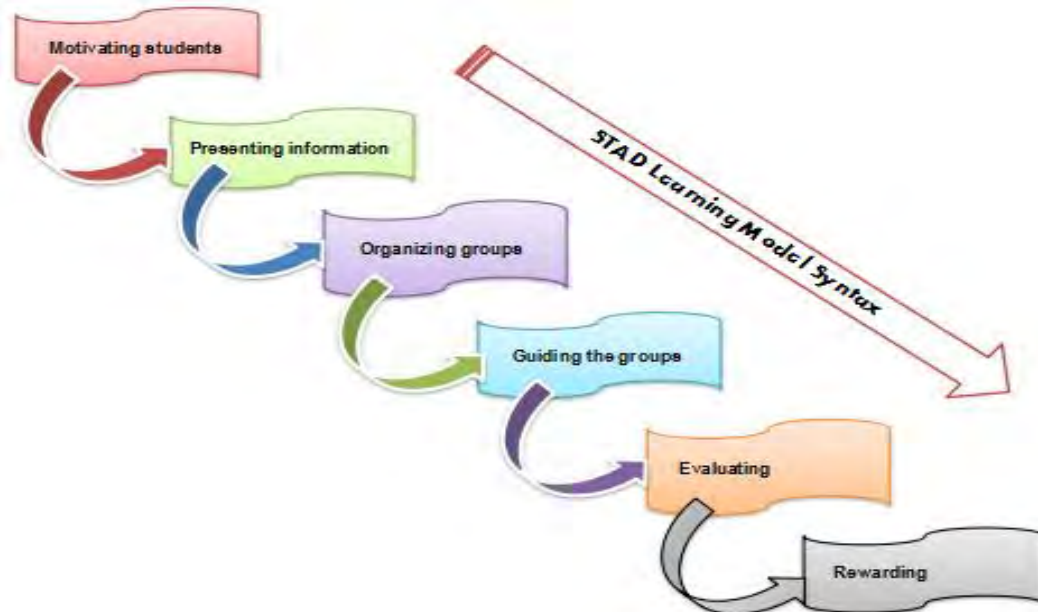 Motivating students
Presenting information
Organizing groups
Guiding the groups
Evaluating
Rewarding
STAD Learning Model Syntax